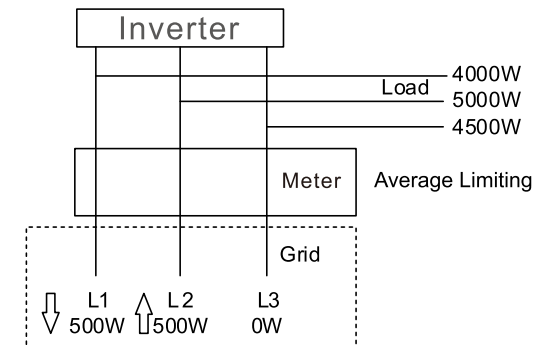 Inverter
4000W
Load
5000W
4500W
Meter
Average Limiting
Grid
L1 L2 L3
500W 500W 0W